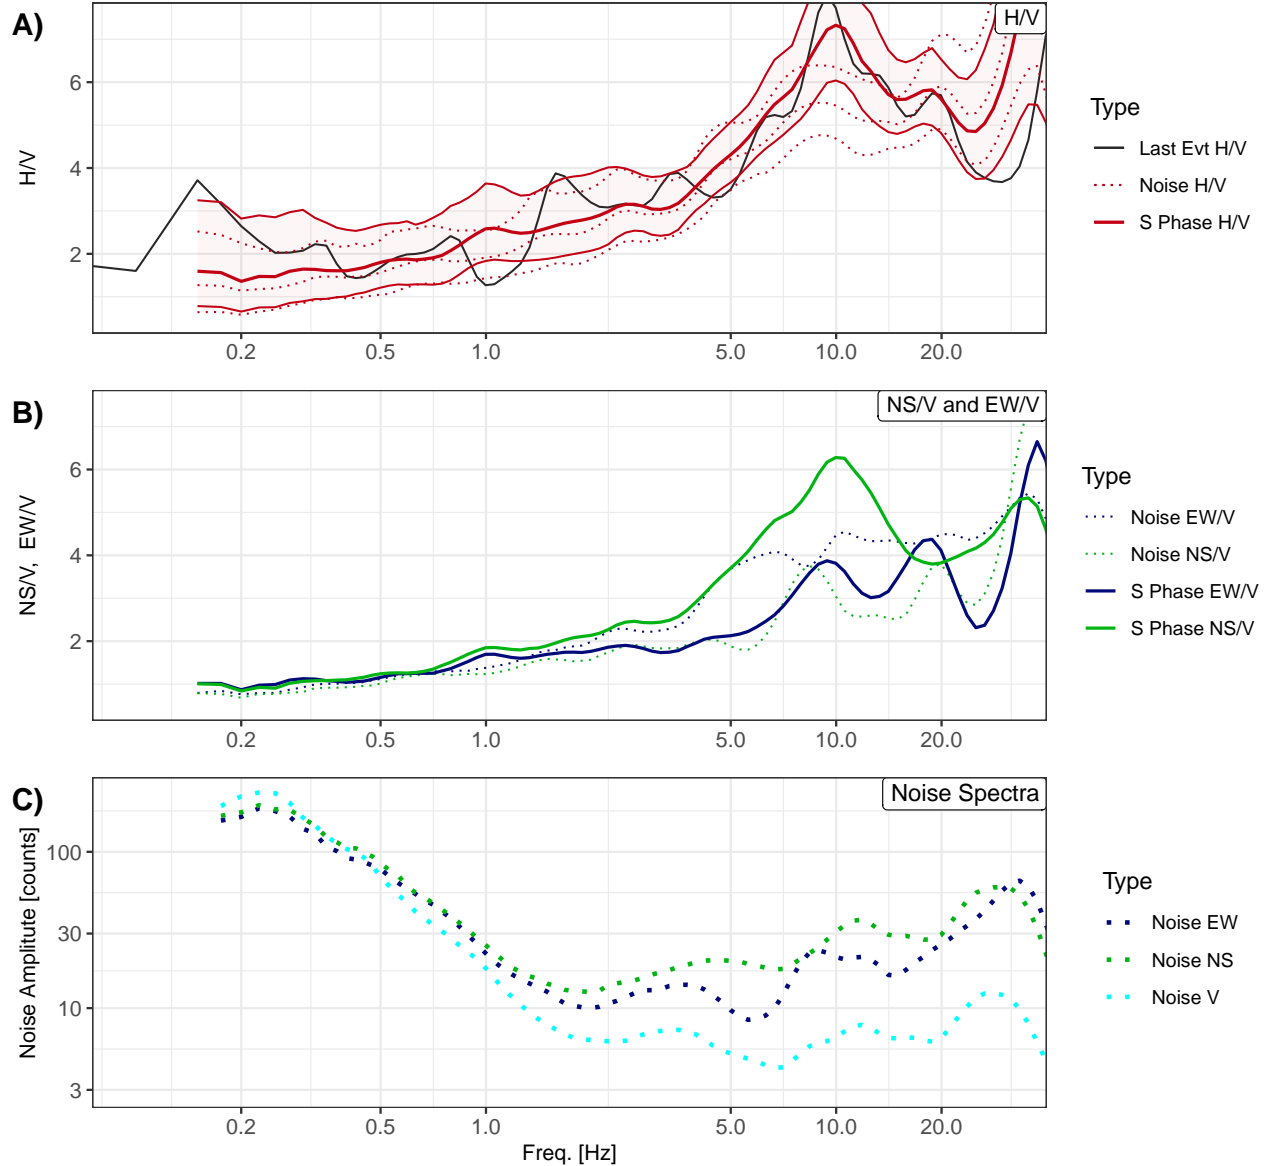 A)
H/V
H/V
6
4
2
0.2 0.5 1.0 5.0 10.0 20.0
Type
Last Evt H/V
Noise H/V
S Phase H/V
B)
NS/V and EW/V
NS/V, EW/V
6
4
2
0.2 0.5 1.0 5.0 10.0 20.0
Type
Noise EW/V
Noise NS/V
S Phase EW/V
S Phase NS/V
C)
Noise Spectra
Noise Amplitute [counts]
100
30
10
3
0.2 0.5 1.0 5.0 10.0 20.0
Freq. [Hz]
Type
Noise EW
Noise NS
Noise V